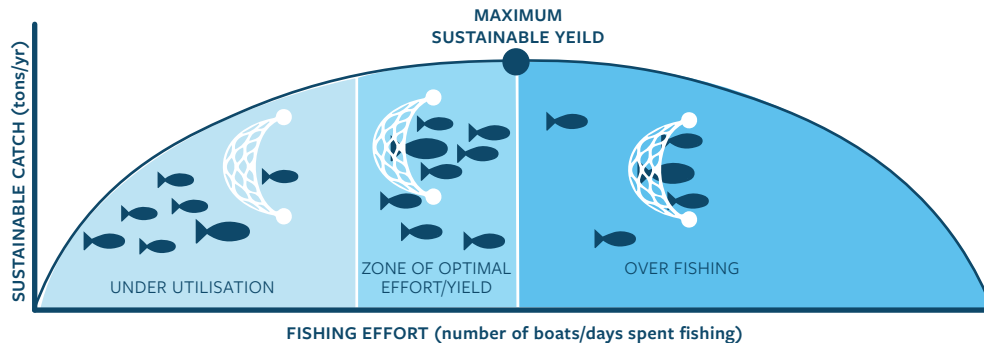 MAXIMUM
SUSTAINABLE YEILD
SUSTAINABLE CATCH (tons/yr)
UNDER UTILISATION
ZONE OF OPTIMAL
EFFORT/YIELD
OVER FISHING
FISHING EFFORT (number of boats/days spent fishing)